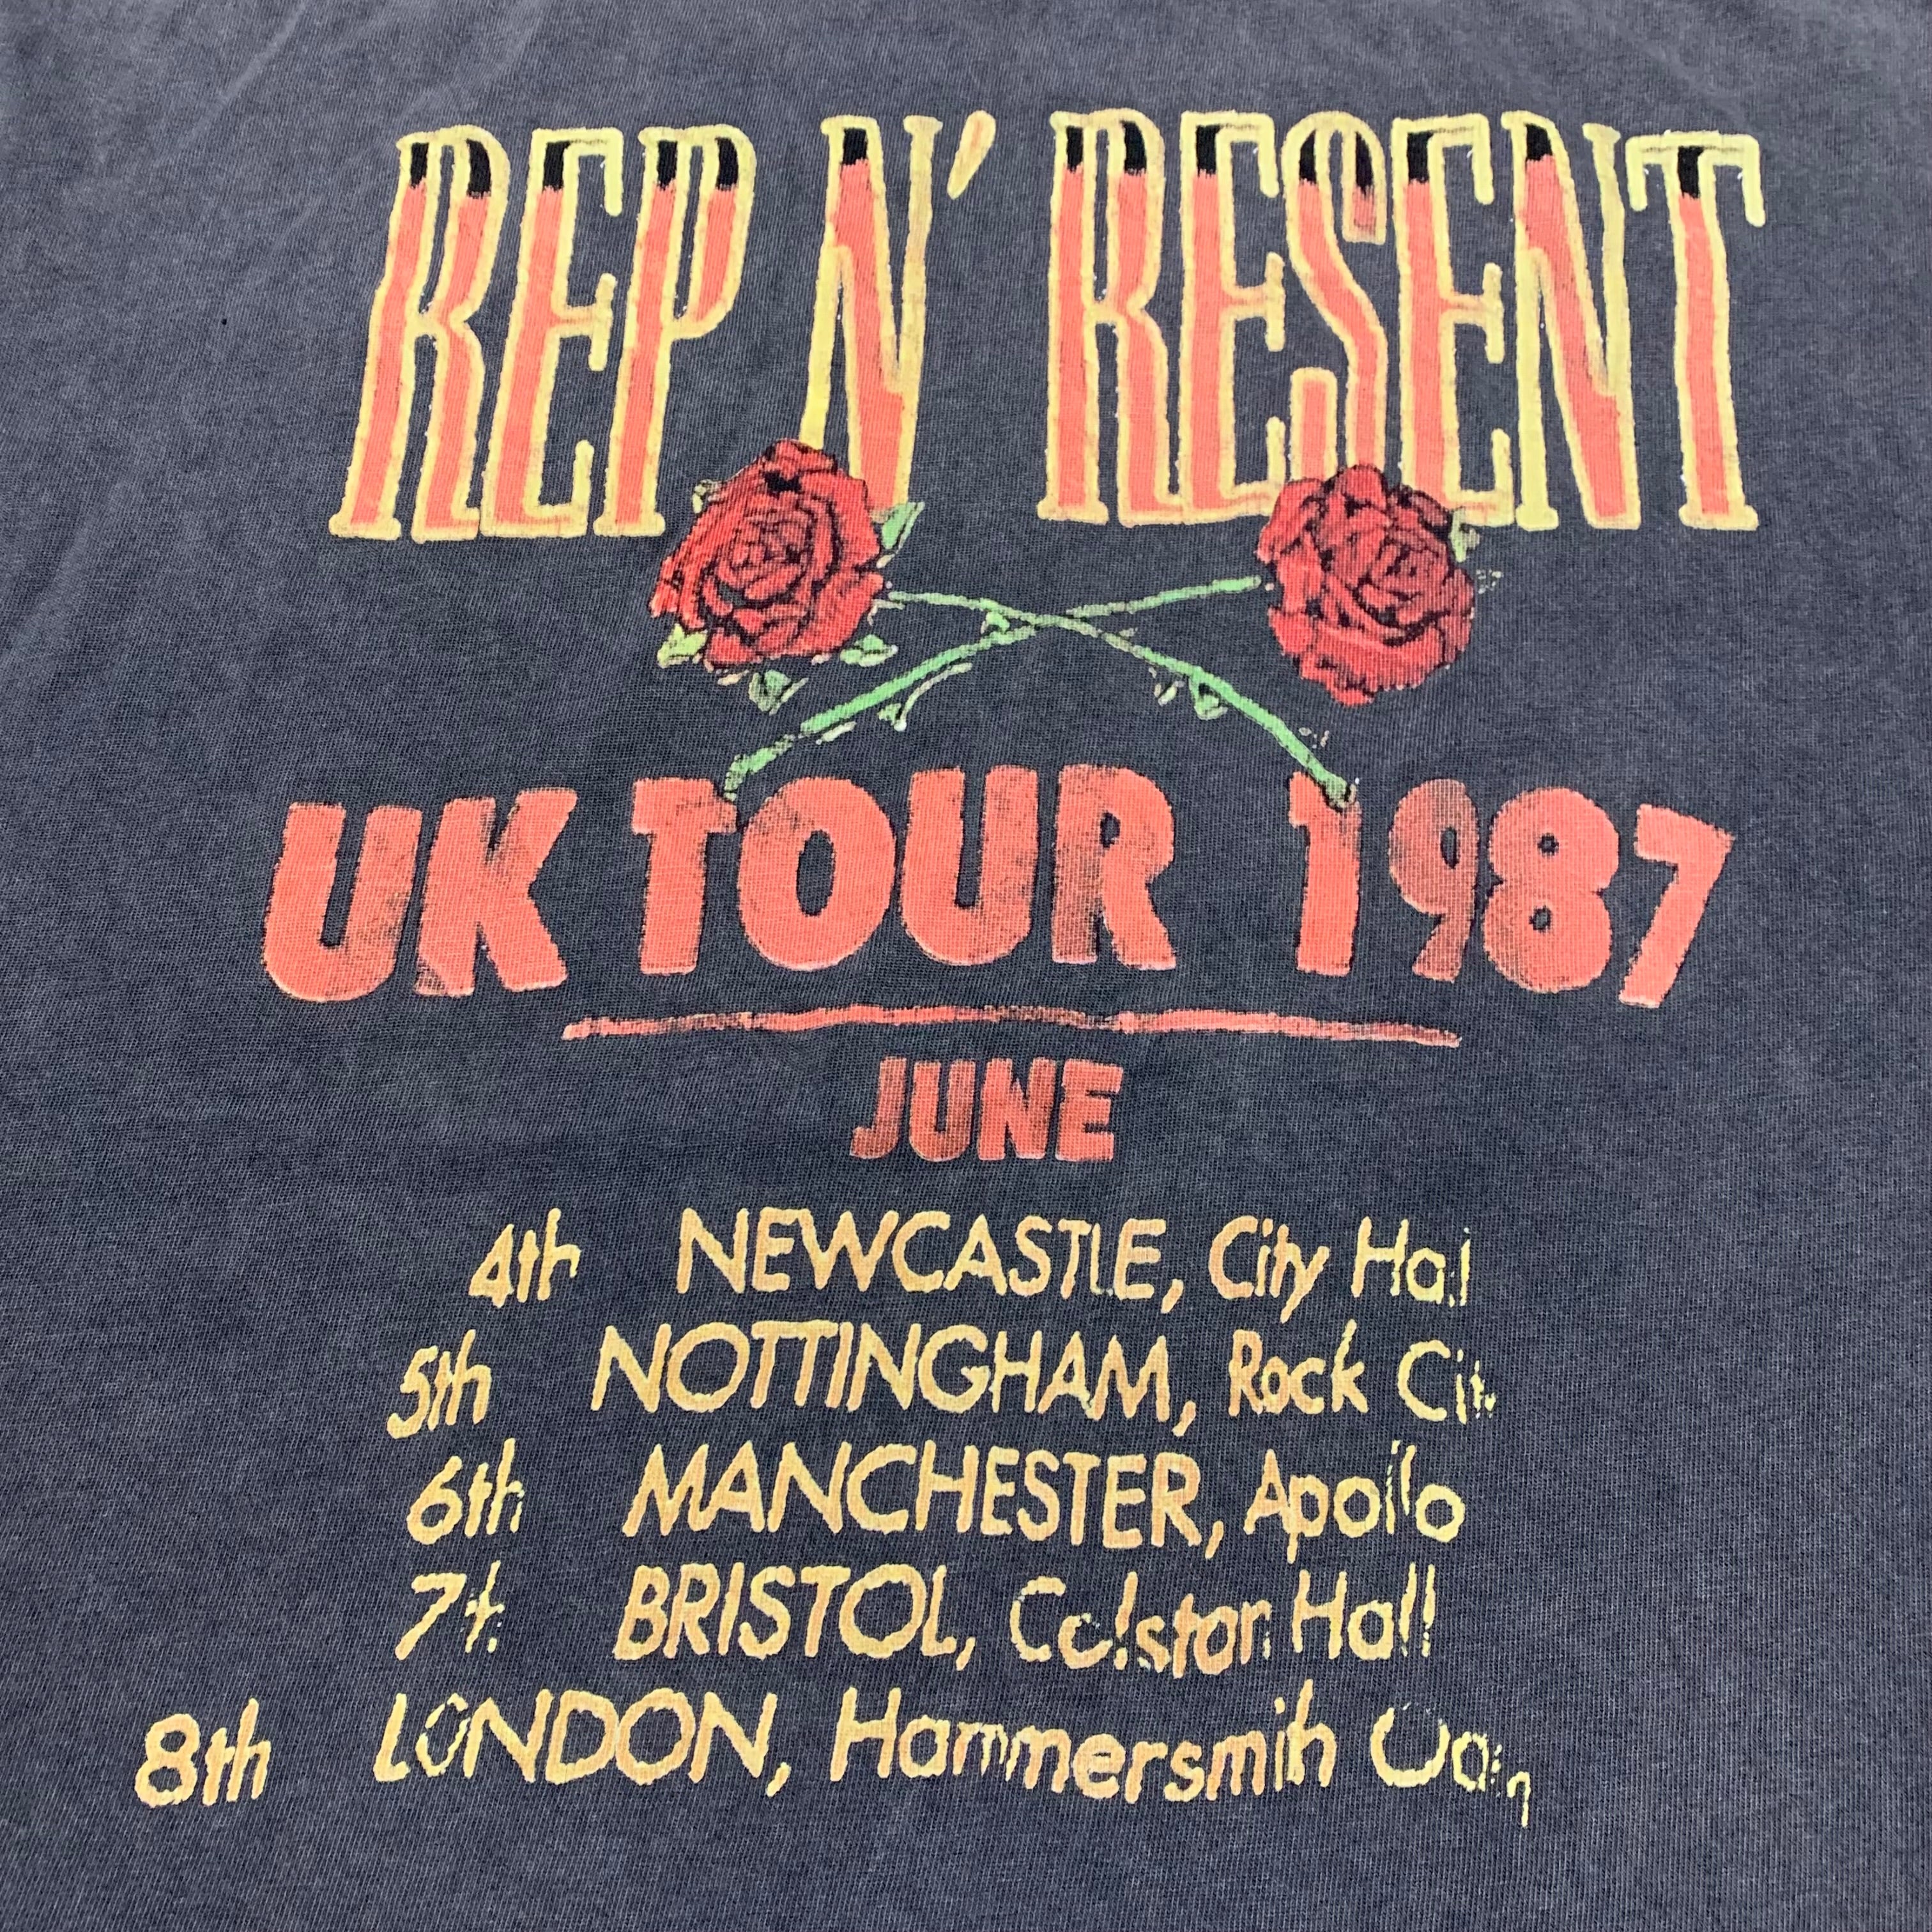 REP N' RESENT
UK TOUR 1987
JUNE
4th NEWCASTLE, City Hall
5th NOTTINGHAM, Rock City
6th MANCHESTER, Apollo
7th BRISTOL, Colston Hall
8th LONDON, Hammersmith